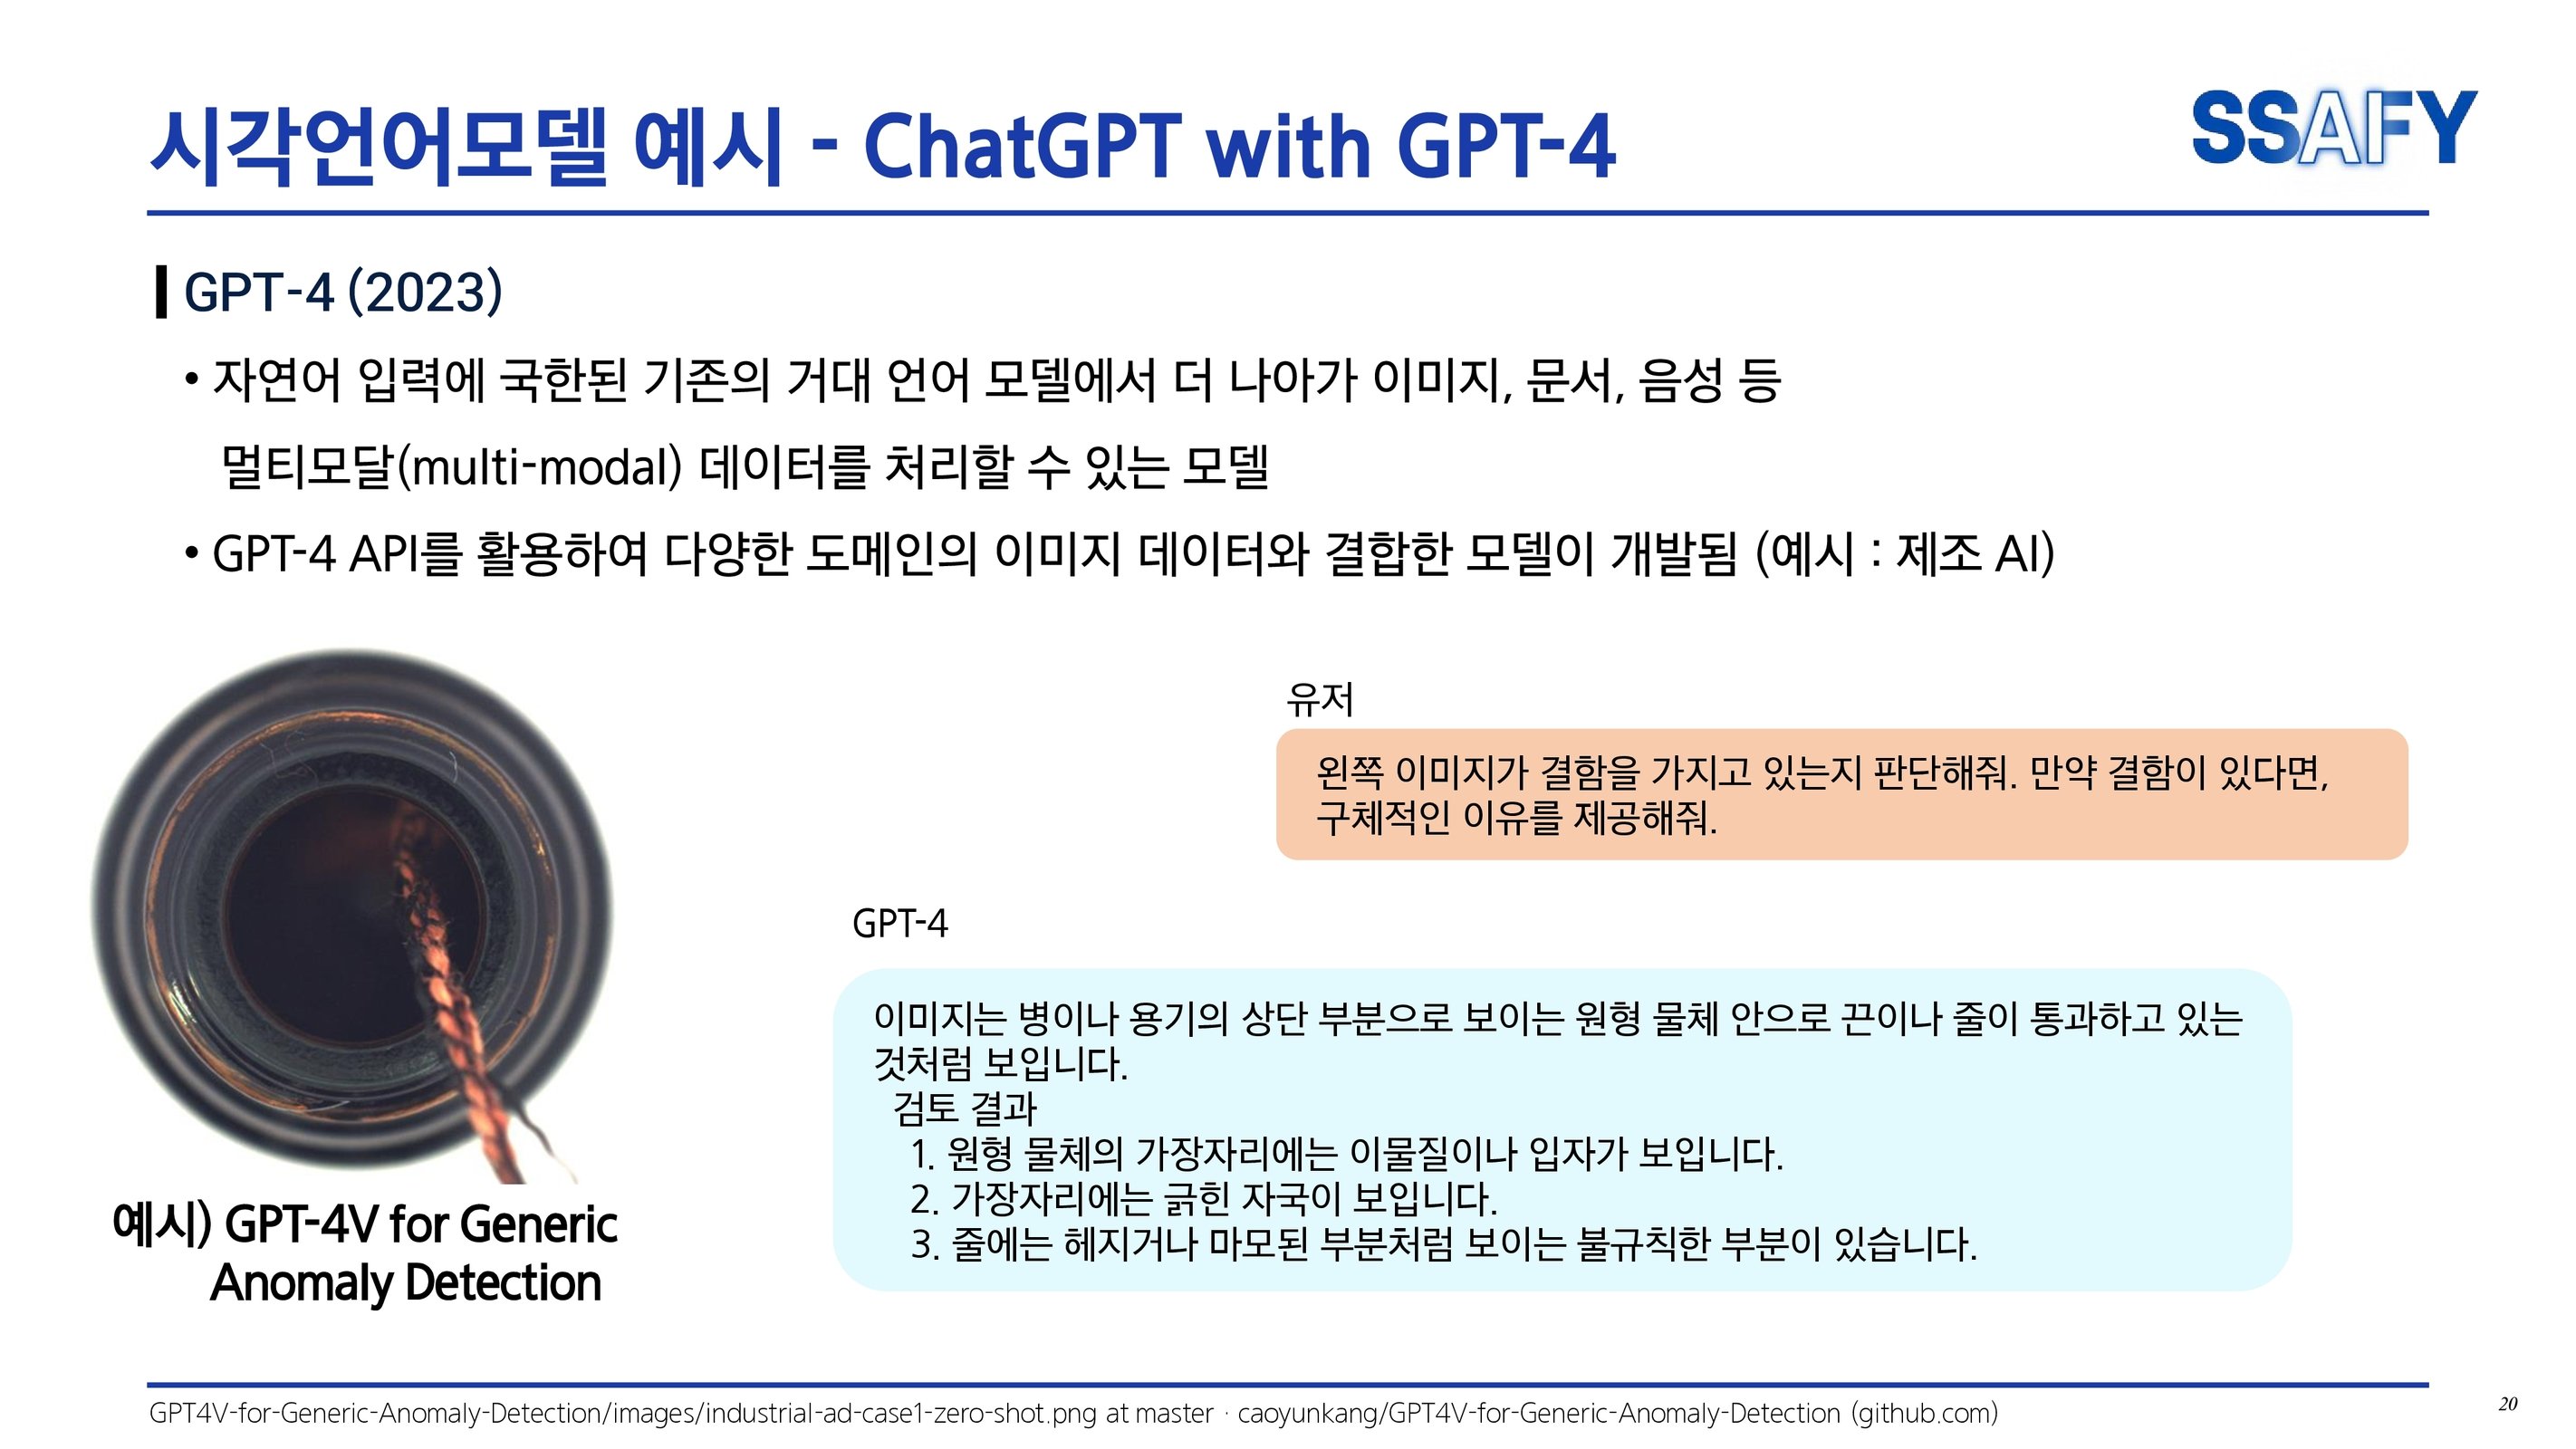 시각언어모델 예시 - ChatGPT with GPT-4
SSAFY
GPT-4 (2023)
• 자연어 입력에 국한된 기존의 거대 언어 모델에서 더 나아가 이미지, 문서, 음성 등
멀티모달(multi-modal) 데이터를 처리할 수 있는 모델
• GPT-4 API를 활용하여 다양한 도메인의 이미지 데이터와 결합한 모델이 개발됨 (예시 : 제조 AI)
유저
왼쪽 이미지가 결함을 가지고 있는지 판단해줘. 만약 결함이 있다면,
구체적인 이유를 제공해줘.
GPT-4
이미지는 병이나 용기의 상단 부분으로 보이는 원형 물체 안으로 끈이나 줄이 통과하고 있는
것처럼 보입니다.
검토 결과
1. 원형 물체의 가장자리에는 이물질이나 입자가 보입니다.
2. 가장자리에는 긁힌 자국이 보입니다.
3. 줄에는 헤지거나 마모된 부분처럼 보이는 불규칙한 부분이 있습니다.
예시) GPT-4V for Generic
Anomaly Detection
GPT4V-for-Generic-Anomaly-Detection/images/industrial-ad-case1-zero-shot.png at master · caoyunkang/GPT4V-for-Generic-Anomaly-Detection (github.com)
20